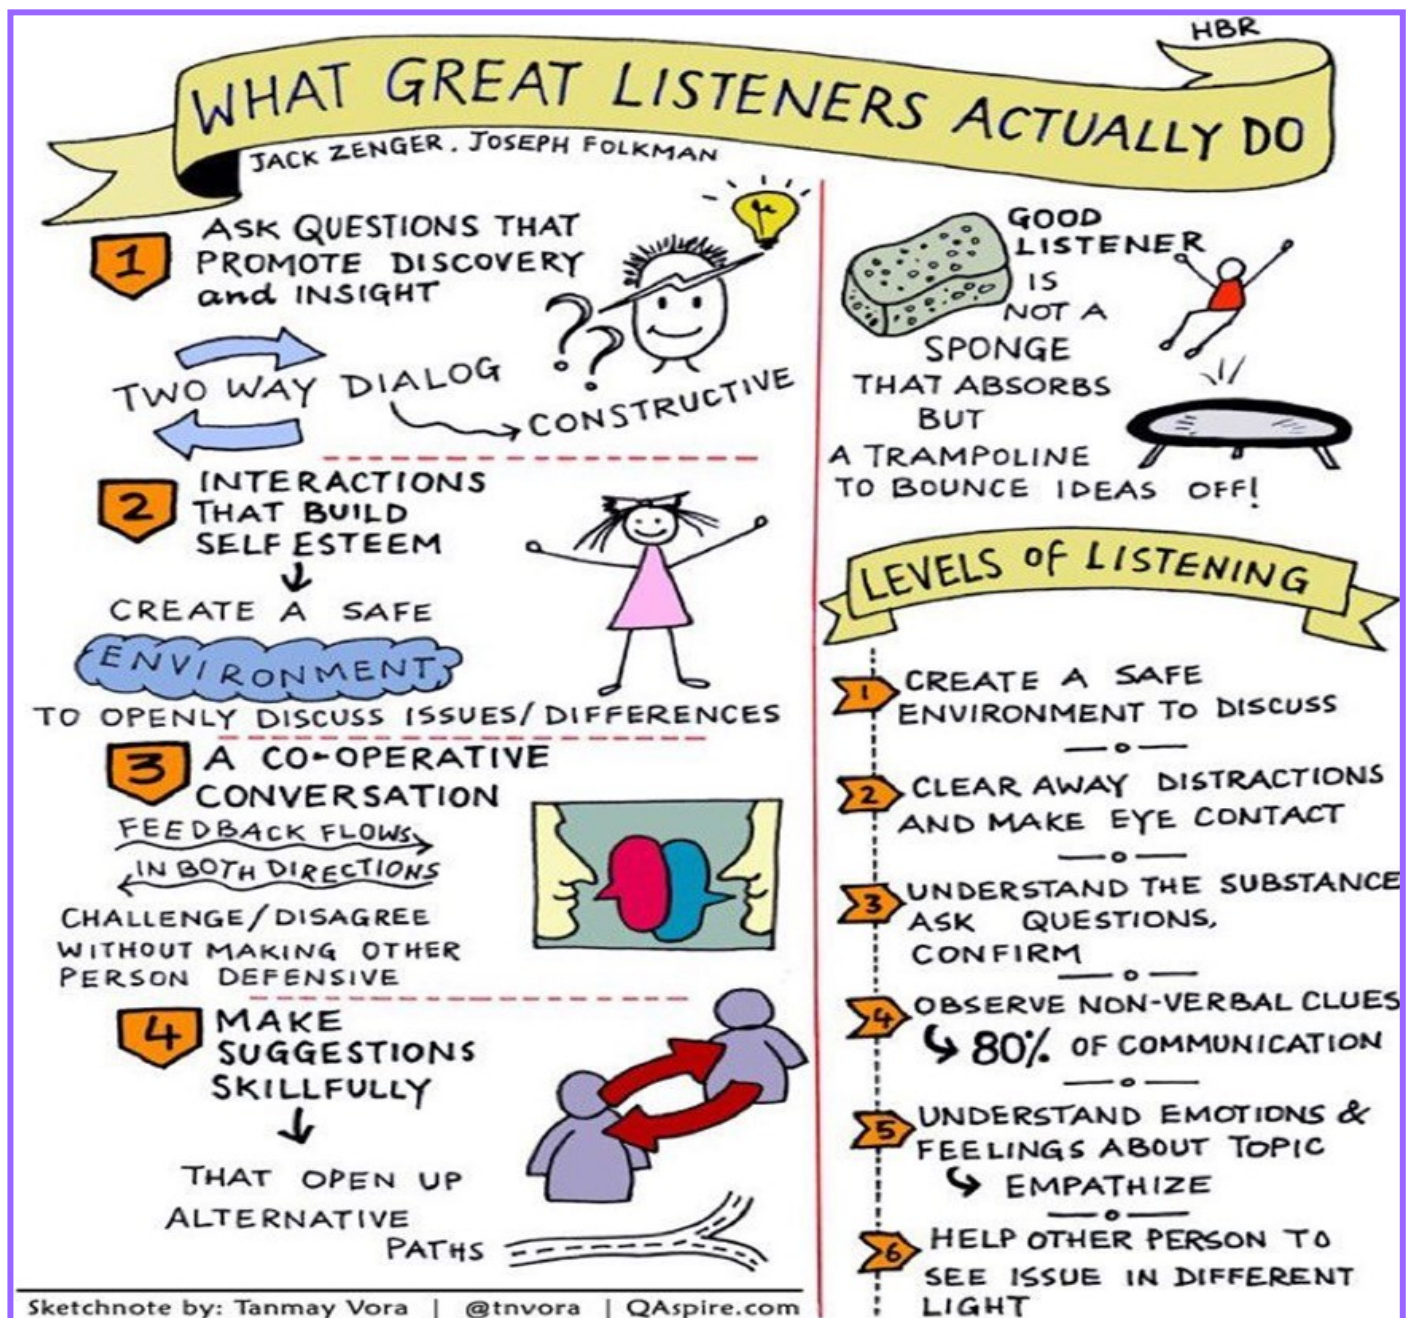 HBR
WHAT GREAT LISTENERS ACTUALLY DO
JACK ZENGER. JOSEPH FOLKMAN
1
ASK QUESTIONS THAT
PROMOTE DISCOVERY
and INSIGHT
??
TWO WAY DIALOG
CONSTRUCTIVE
2
INTERACTIONS
THAT BUILD
SELF ESTEEM
CREATE A SAFE
ENVIRONMENT
TO OPENLY DISCUSS ISSUES/DIFFERENCES
3
A CO-OPERATIVE
CONVERSATION
FEEDBACK FLOWS
IN BOTH DIRECTIONS
CHALLENGE/DISAGREE
WITHOUT MAKING OTHER
PERSON DEFENSIVE
4
MAKE
SUGGESTIONS
SKILLFULLY
THAT OPEN UP
ALTERNATIVE
PATHS
Sketchnote by: Tanmay Vora | @tnvora | QAspire.com
GOOD
LISTENER
IS
NOT A
SPONGE
THAT ABSORBS
BUT
A TRAMPOLINE
TO BOUNCE IDEAS OFF!
LEVELS OF LISTENING
1 CREATE A SAFE
ENVIRONMENT TO DISCUSS
2 CLEAR AWAY DISTRACTIONS
AND MAKE EYE CONTACT
3 UNDERSTAND THE SUBSTANCE
ASK QUESTIONS,
CONFIRM
4 OBSERVE NON-VERBAL CLUES
80% OF COMMUNICATION
5 UNDERSTAND EMOTIONS &
FEELINGS ABOUT TOPIC
EMPATHIZE
6 HELP OTHER PERSON TO
SEE ISSUE IN DIFFERENT
LIGHT